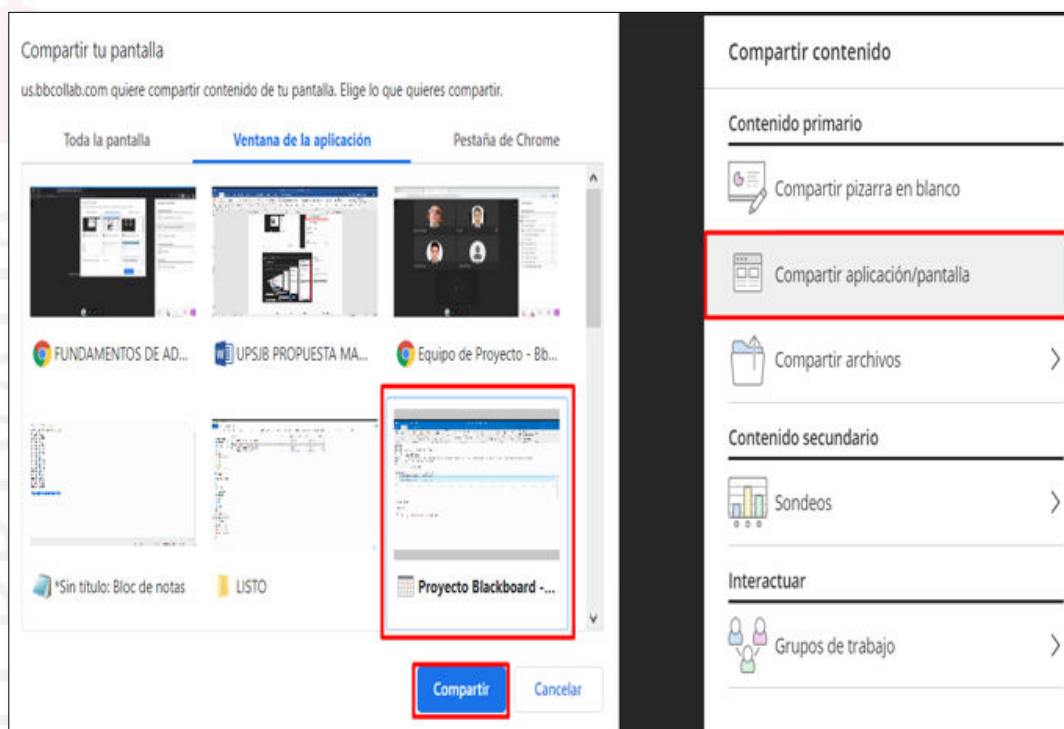 Compartir tu pantalla
us.bbcollab.com quiere compartir contenido de tu pantalla. Elige lo que quieres compartir.
Toda la pantalla
Ventana de la aplicación
Pestaña de Chrome
FUNDAMENTOS DE AD...
UPSJB PROPUESTA MA...
Equipo de Proyecto - Bb...
*Sin título: Bloc de notas
LISTO
Proyecto Blackboard -...
Compartir
Cancelar
Compartir contenido
Contenido primario
Compartir pizarra en blanco
Compartir aplicación/pantalla
Compartir archivos
Contenido secundario
Sondeos
Interactuar
Grupos de trabajo